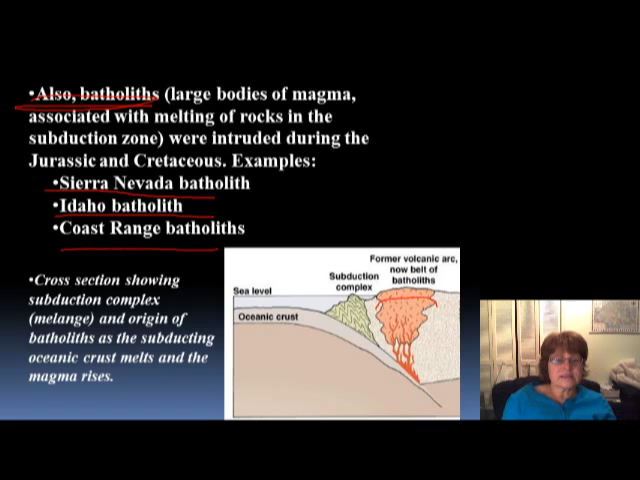 •Also, batholiths (large bodies of magma,
associated with melting of rocks in the
subduction zone) were intruded during the
Jurassic and Cretaceous. Examples:
•Sierra Nevada batholith
•Idaho batholith
•Coast Range batholiths
•Cross section showing
subduction complex
(melange) and origin of
batholiths as the subducting
oceanic crust melts and the
magma rises.
Former volcanic arc,
now belt of
batholiths
Subduction
complex
Sea level
Oceanic crust